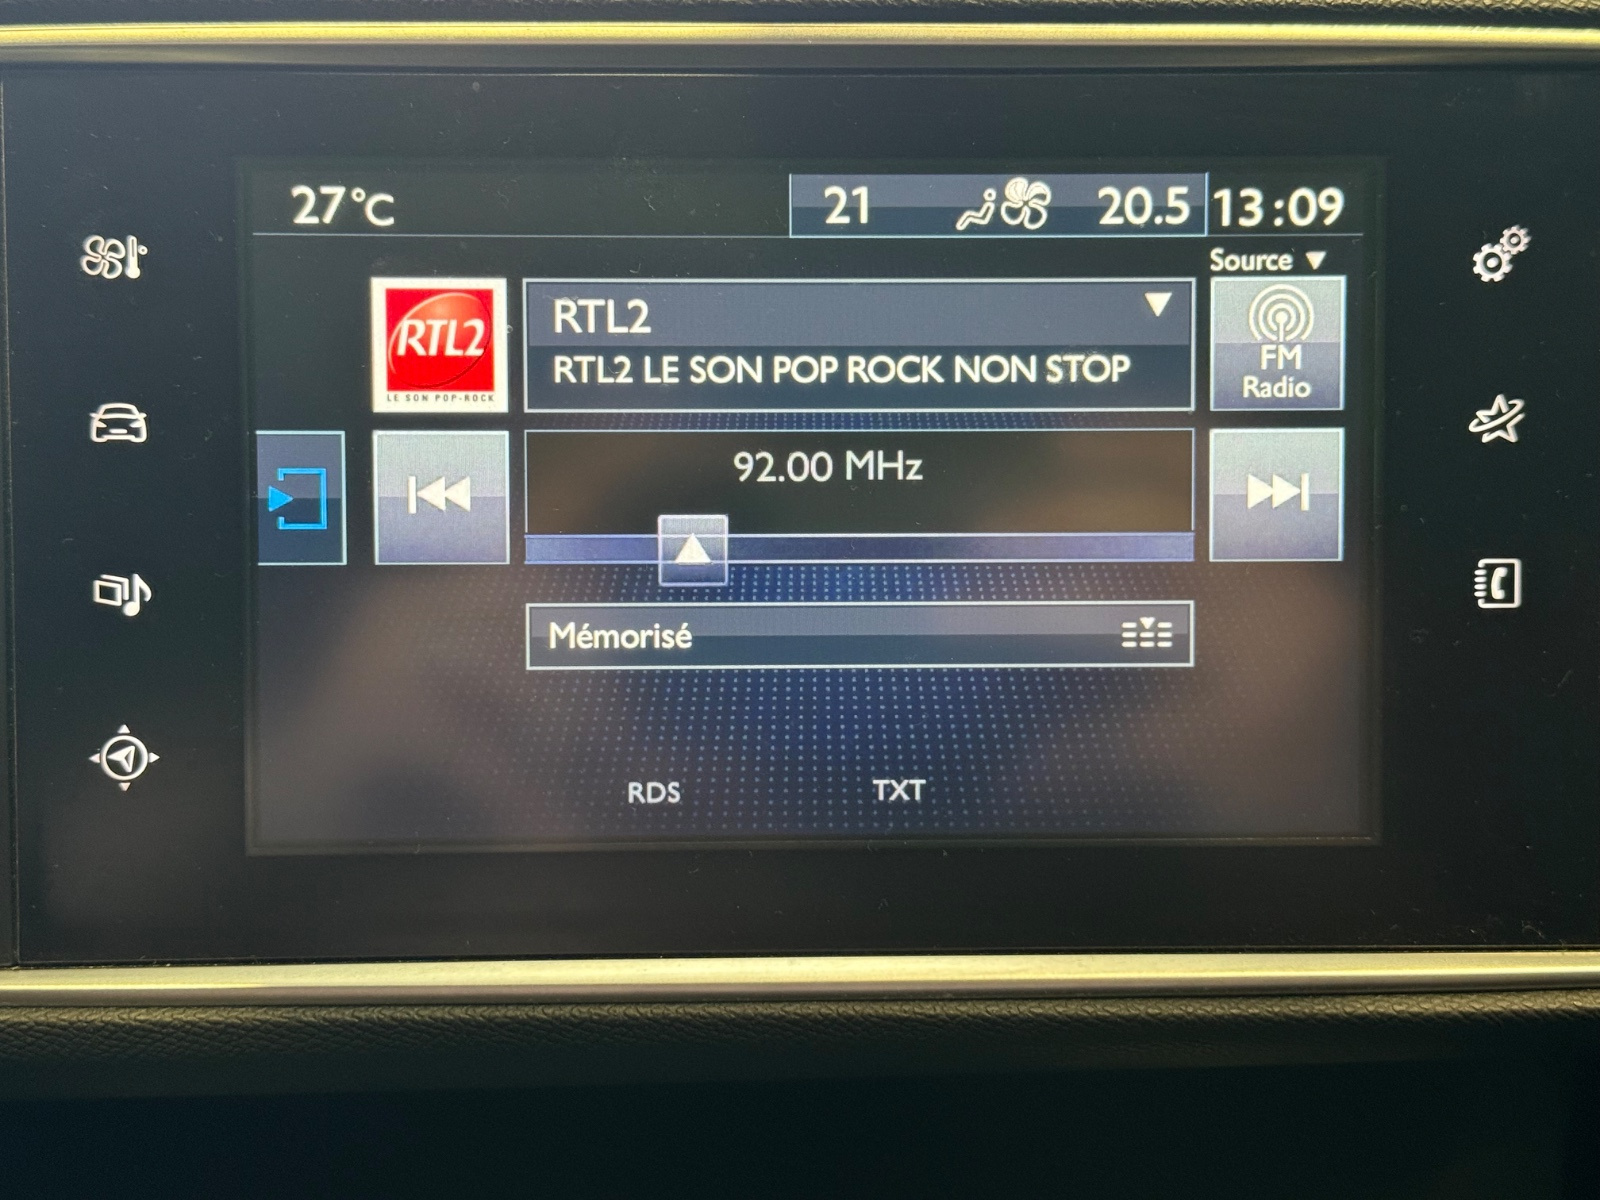 27°C
21
20.5
13:09
Source
RTL2
LE SON POP-ROCK
RTL2
RTL2 LE SON POP ROCK NON STOP
FM
Radio
92.00 MHz
Mémorisé
RDS
TXT